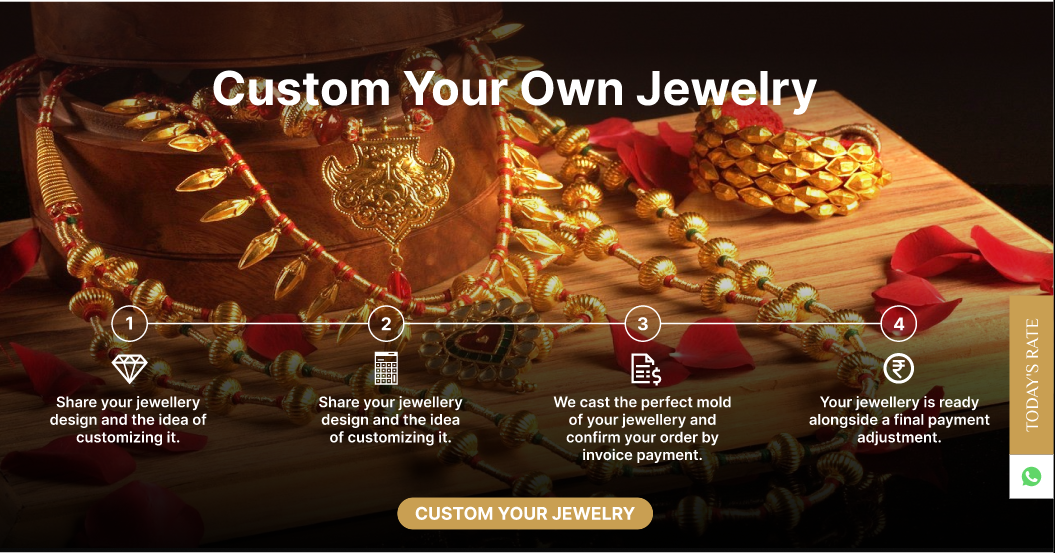 Custom Your Own Jewelry
1
2
3
4
Share your jewellery
design and the idea of
customizing it.
Share your jewellery
design and the idea
of customizing it.
We cast the perfect mold
of your jewellery and
confirm your order by
invoice payment.
Your jewellery is ready
alongside a final payment
adjustment.
CUSTOM YOUR JEWELRY
TODAY'S RATE